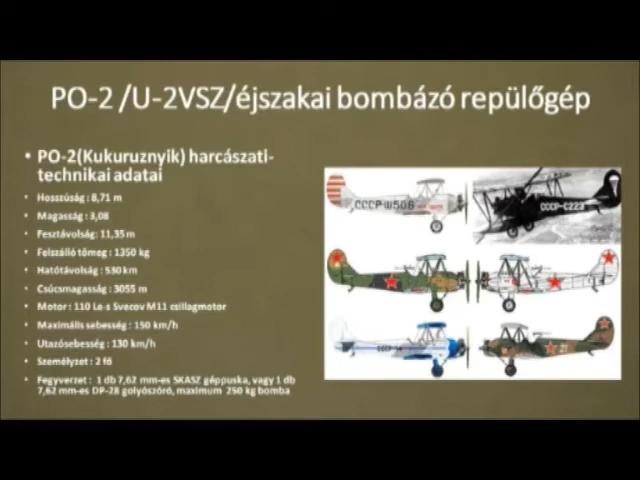 PO-2 /U-2VSZ/éjszakai bombázó repülőgép
• PO-2(Kukuruznyik) harcászati-
technikai adatai
• Hosszúság : 8,71 m
• Magasság : 3,08
• Fesztávolság: 11,35 m
• Felszálló tömeg : 1350 kg
• Hatótávolság : 530 km
• Csúcsmagasság : 3055 m
• Motor : 110 Le-s Svecov M11 csillagmotor
• Maximális sebesség : 150 km/h
• Utazósebesség : 130 km/h
• Személyzet : 2 fő
• Fegyverzet : 1 db 7,62 mm-es SKASZ géppuska, vagy 1 db
7,62 mm-es DP-28 golyószóró, maximum 250 kg bomba
CCCP-W508
CCCP-C223
21